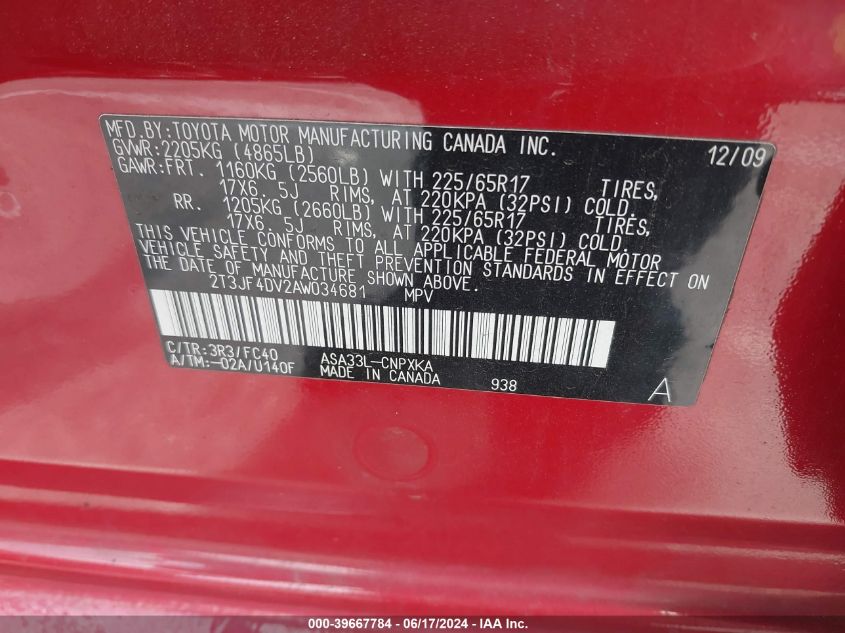 MFD.BY:TOYOTA MOTOR MANUFACTURING CANADA INC.
GVWR:2205KG (4865LB) 12/09
GAWR:FRT. 1160KG (2560LB) WITH 225/65R17 TIRES,
17X6.5J RIMS, AT 220KPA (32PSI) COLD.
RR. 1205KG (2660LB) WITH 225/65R17 TIRES,
17X6.5J RIMS, AT 220KPA (32PSI) COLD.
THIS VEHICLE CONFORMS TO ALL APPLICABLE FEDERAL MOTOR
VEHICLE SAFETY AND THEFT PREVENTION STANDARDS IN EFFECT ON
THE DATE OF MANUFACTURE SHOWN ABOVE.
2T3JF4DV2AW034681 MPV
C/TR:3R3/FC40 ASA33L-CNPXKA
A/TM:-02A/U140F MADE IN CANADA 938 A
000-39667784 - 06/17/2024 - IAA Inc.